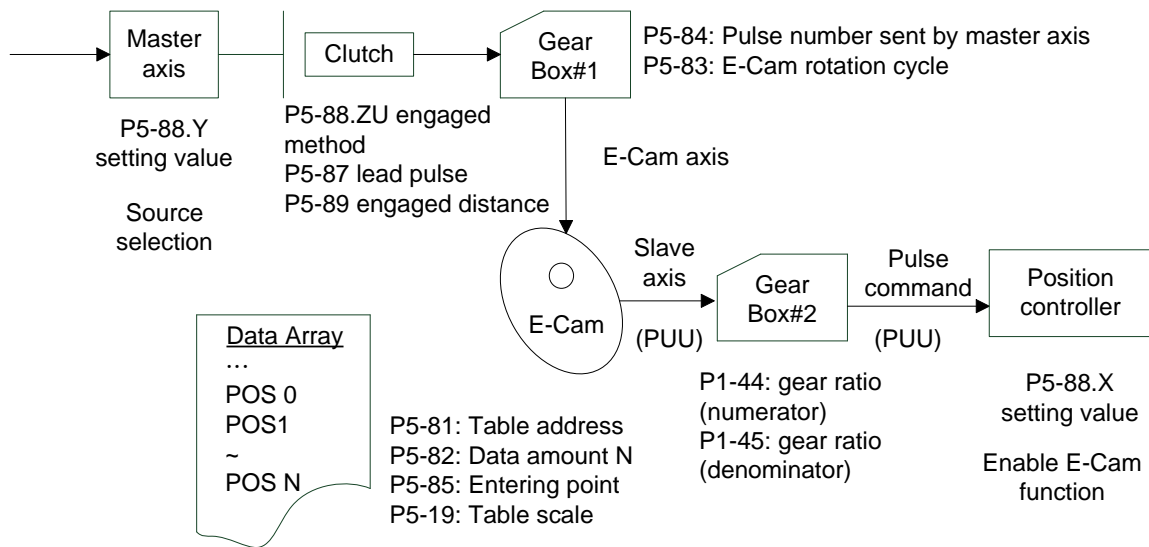 Master
axis
Clutch
Gear
Box#1
P5-84: Pulse number sent by master axis
P5-83: E-Cam rotation cycle
P5-88.Y
setting value
Source
selection
P5-88.ZU engaged
method
P5-87 lead pulse
P5-89 engaged distance
E-Cam axis
E-Cam
Slave
axis
(PUU)
Gear
Box#2
Pulse
command
(PUU)
Position
controller
Data Array
...
POS 0
POS1
~
POS N
P5-81: Table address
P5-82: Data amount N
P5-85: Entering point
P5-19: Table scale
P1-44: gear ratio
(numerator)
P1-45: gear ratio
(denominator)
P5-88.X
setting value
Enable E-Cam
function